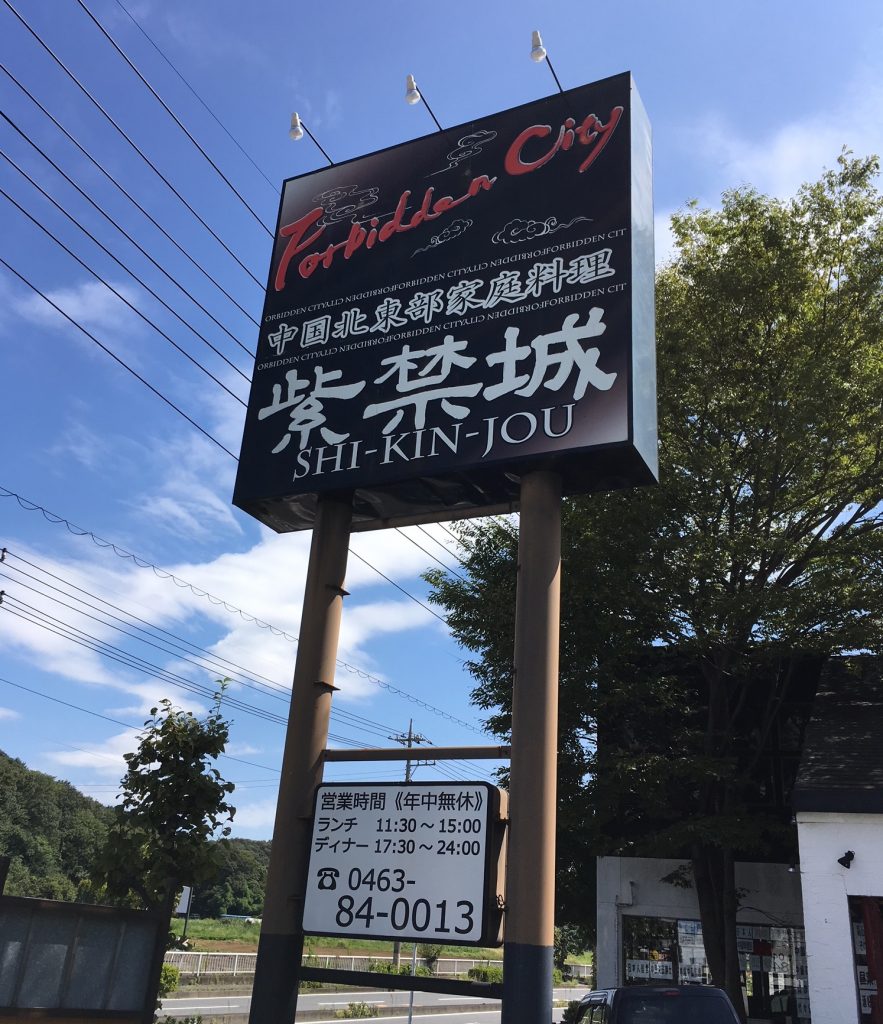 Forbidden City
中国北東部家庭料理
紫禁城
SHI-KIN-JOU
営業時間《年中無休》
ランチ 11:30～15:00
ディナー 17:30～24:00
☎ 0463-
84-0013